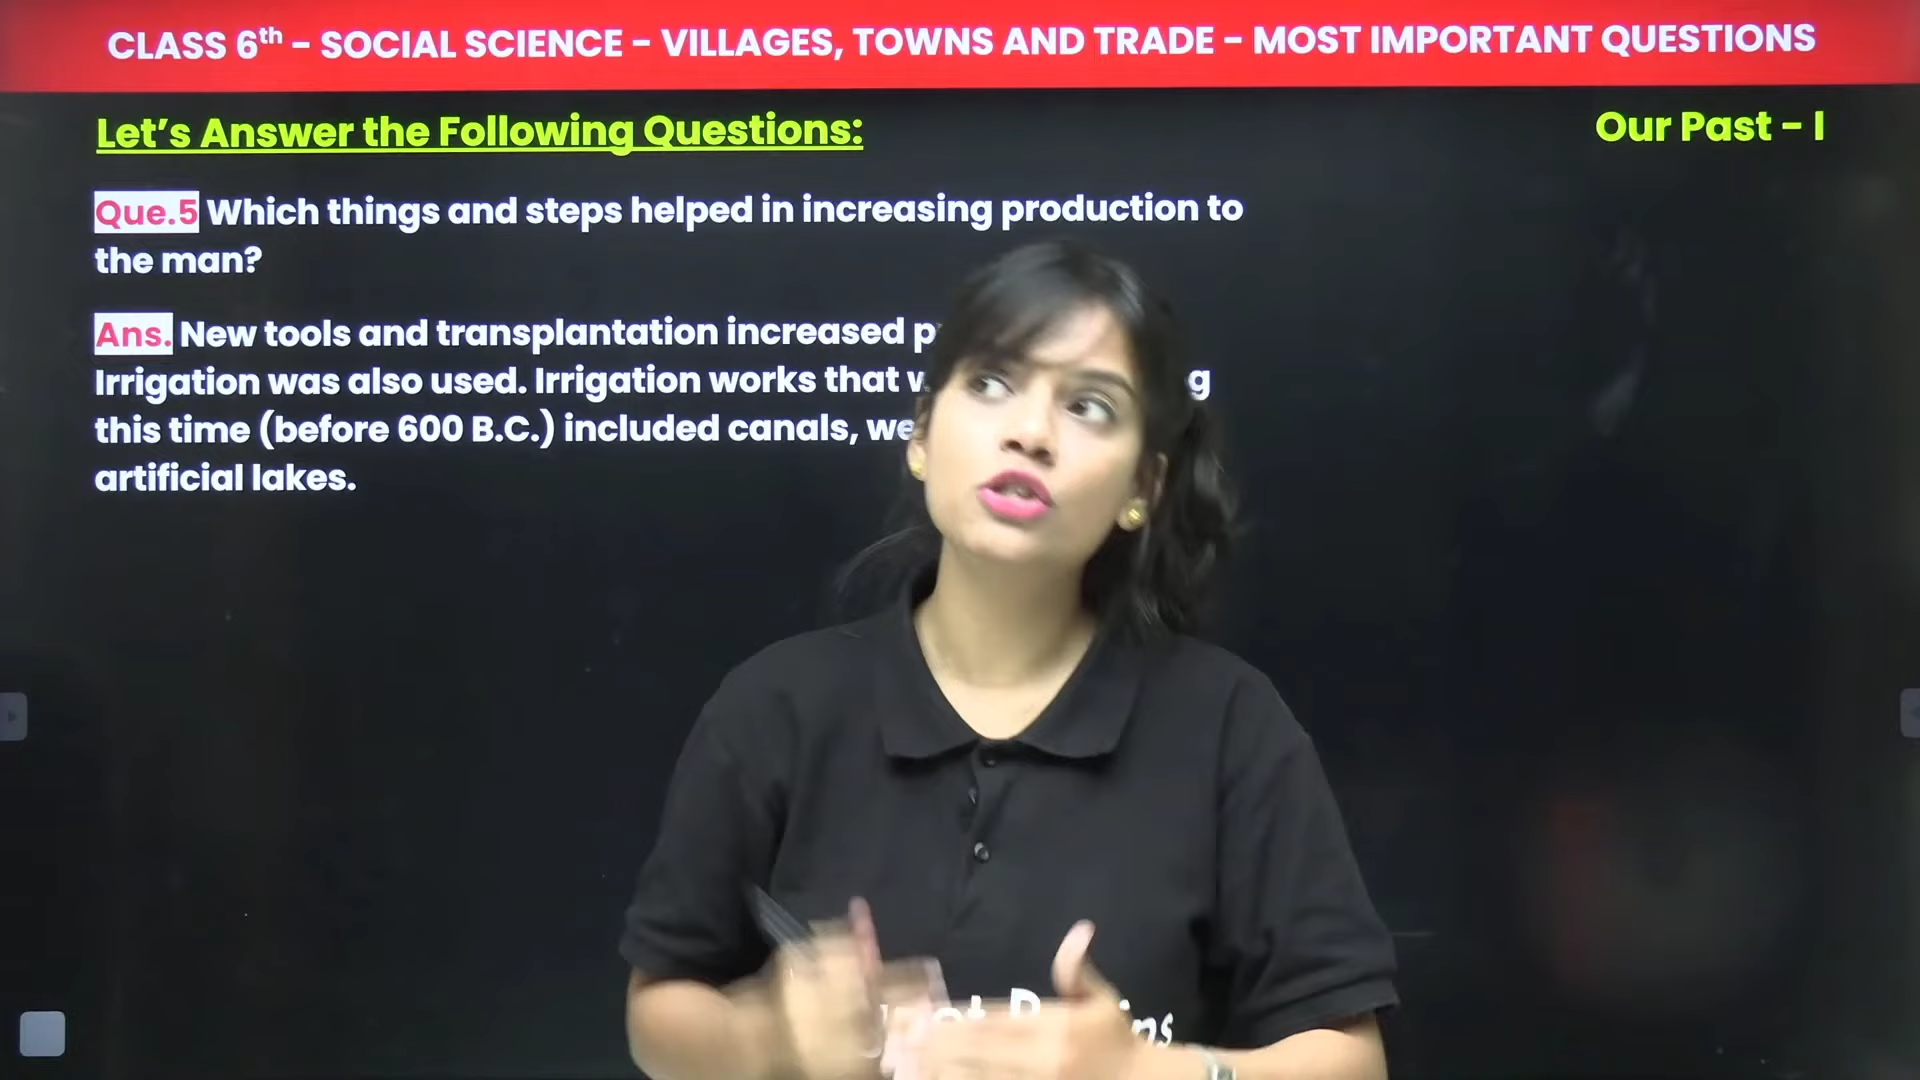 CLASS 6th - SOCIAL SCIENCE - VILLAGES, TOWNS AND TRADE - MOST IMPORTANT QUESTIONS
Let's Answer the Following Questions:
Our Past - I
Que.5 Which things and steps helped in increasing production to
the man?
Ans. New tools and transplantation increased
Irrigation was also used. Irrigation works that
this time (before 600 B.C.) included canals,
artificial lakes.